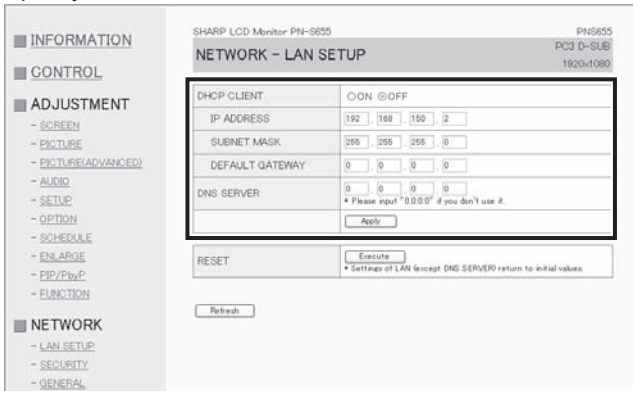 INFORMATION
CONTROL
ADJUSTMENT
- SCREEN
- PICTURE
- PICTURE(ADVANCED)
- AUDIO
- SETUP
- OPTION
- SCHEDULE
- ENLARGE
- PIP/PbyP
- FUNCTION
NETWORK
- LAN SETUP
- SECURITY
- GENERAL
SHARP LCD Monitor PN-S655 PNS655
NETWORK - LAN SETUP PC3 D-SUB
1920x1080
DHCP CLIENT ON OFF
IP ADDRESS 192 . 168 . 150 . 2
SUBNET MASK 255 . 255 . 255 . 0
DEFAULT GATEWAY 0 . 0 . 0 . 0
DNS SERVER 0 . 0 . 0 . 0
* Please input "0.0.0.0" if you don't use it.
Apply
RESET Execute
* Settings of LAN (except DNS SERVER) return to initial values.
Refresh